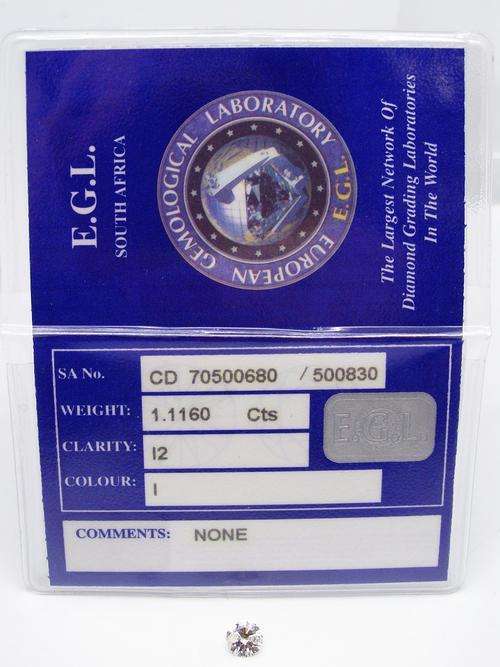 E.G.L.
SOUTH AFRICA
EUROPEAN GEMOLOGICAL LABORATORY
E.G.L.
The Largest Network Of
Diamond Grading Laboratories
In The World
SA No. CD 70500680 / 500830
WEIGHT: 1.1160 Cts
CLARITY: I2
COLOUR: I
E.G.L.
COMMENTS: NONE